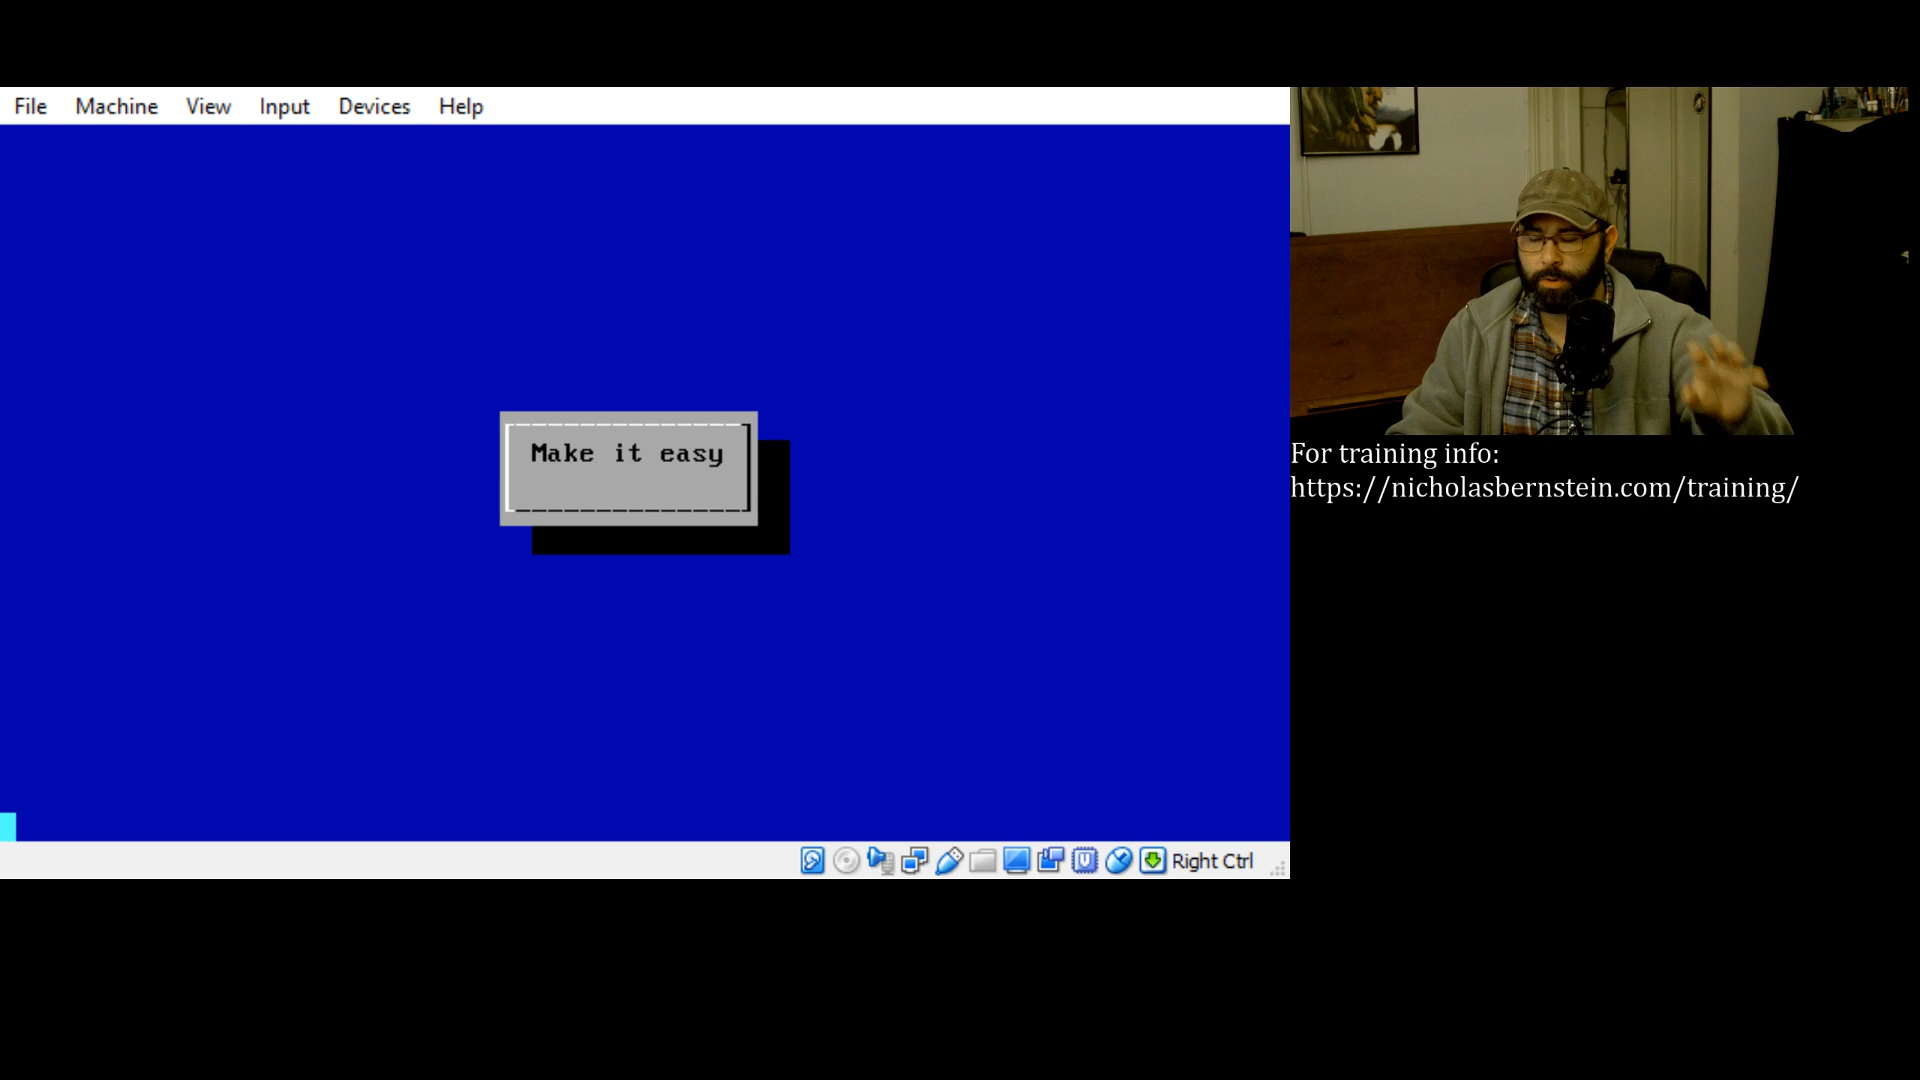 File Machine View Input Devices Help
Make it easy
For training info:
https://nicholasbernstein.com/training/
Right Ctrl